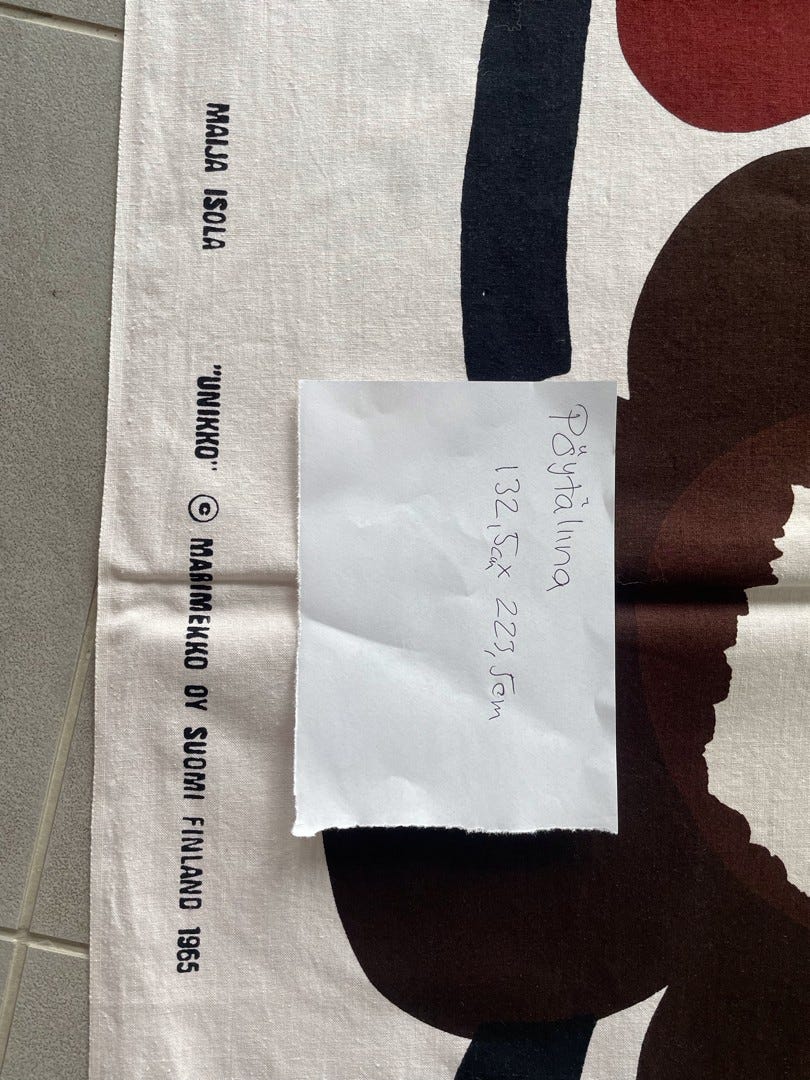 MAIJA ISOLA "UNIKKO" © MARIMEKKO OY SUOMI FINLAND 1965
Pöytäliina
132,5cm x 223,5cm